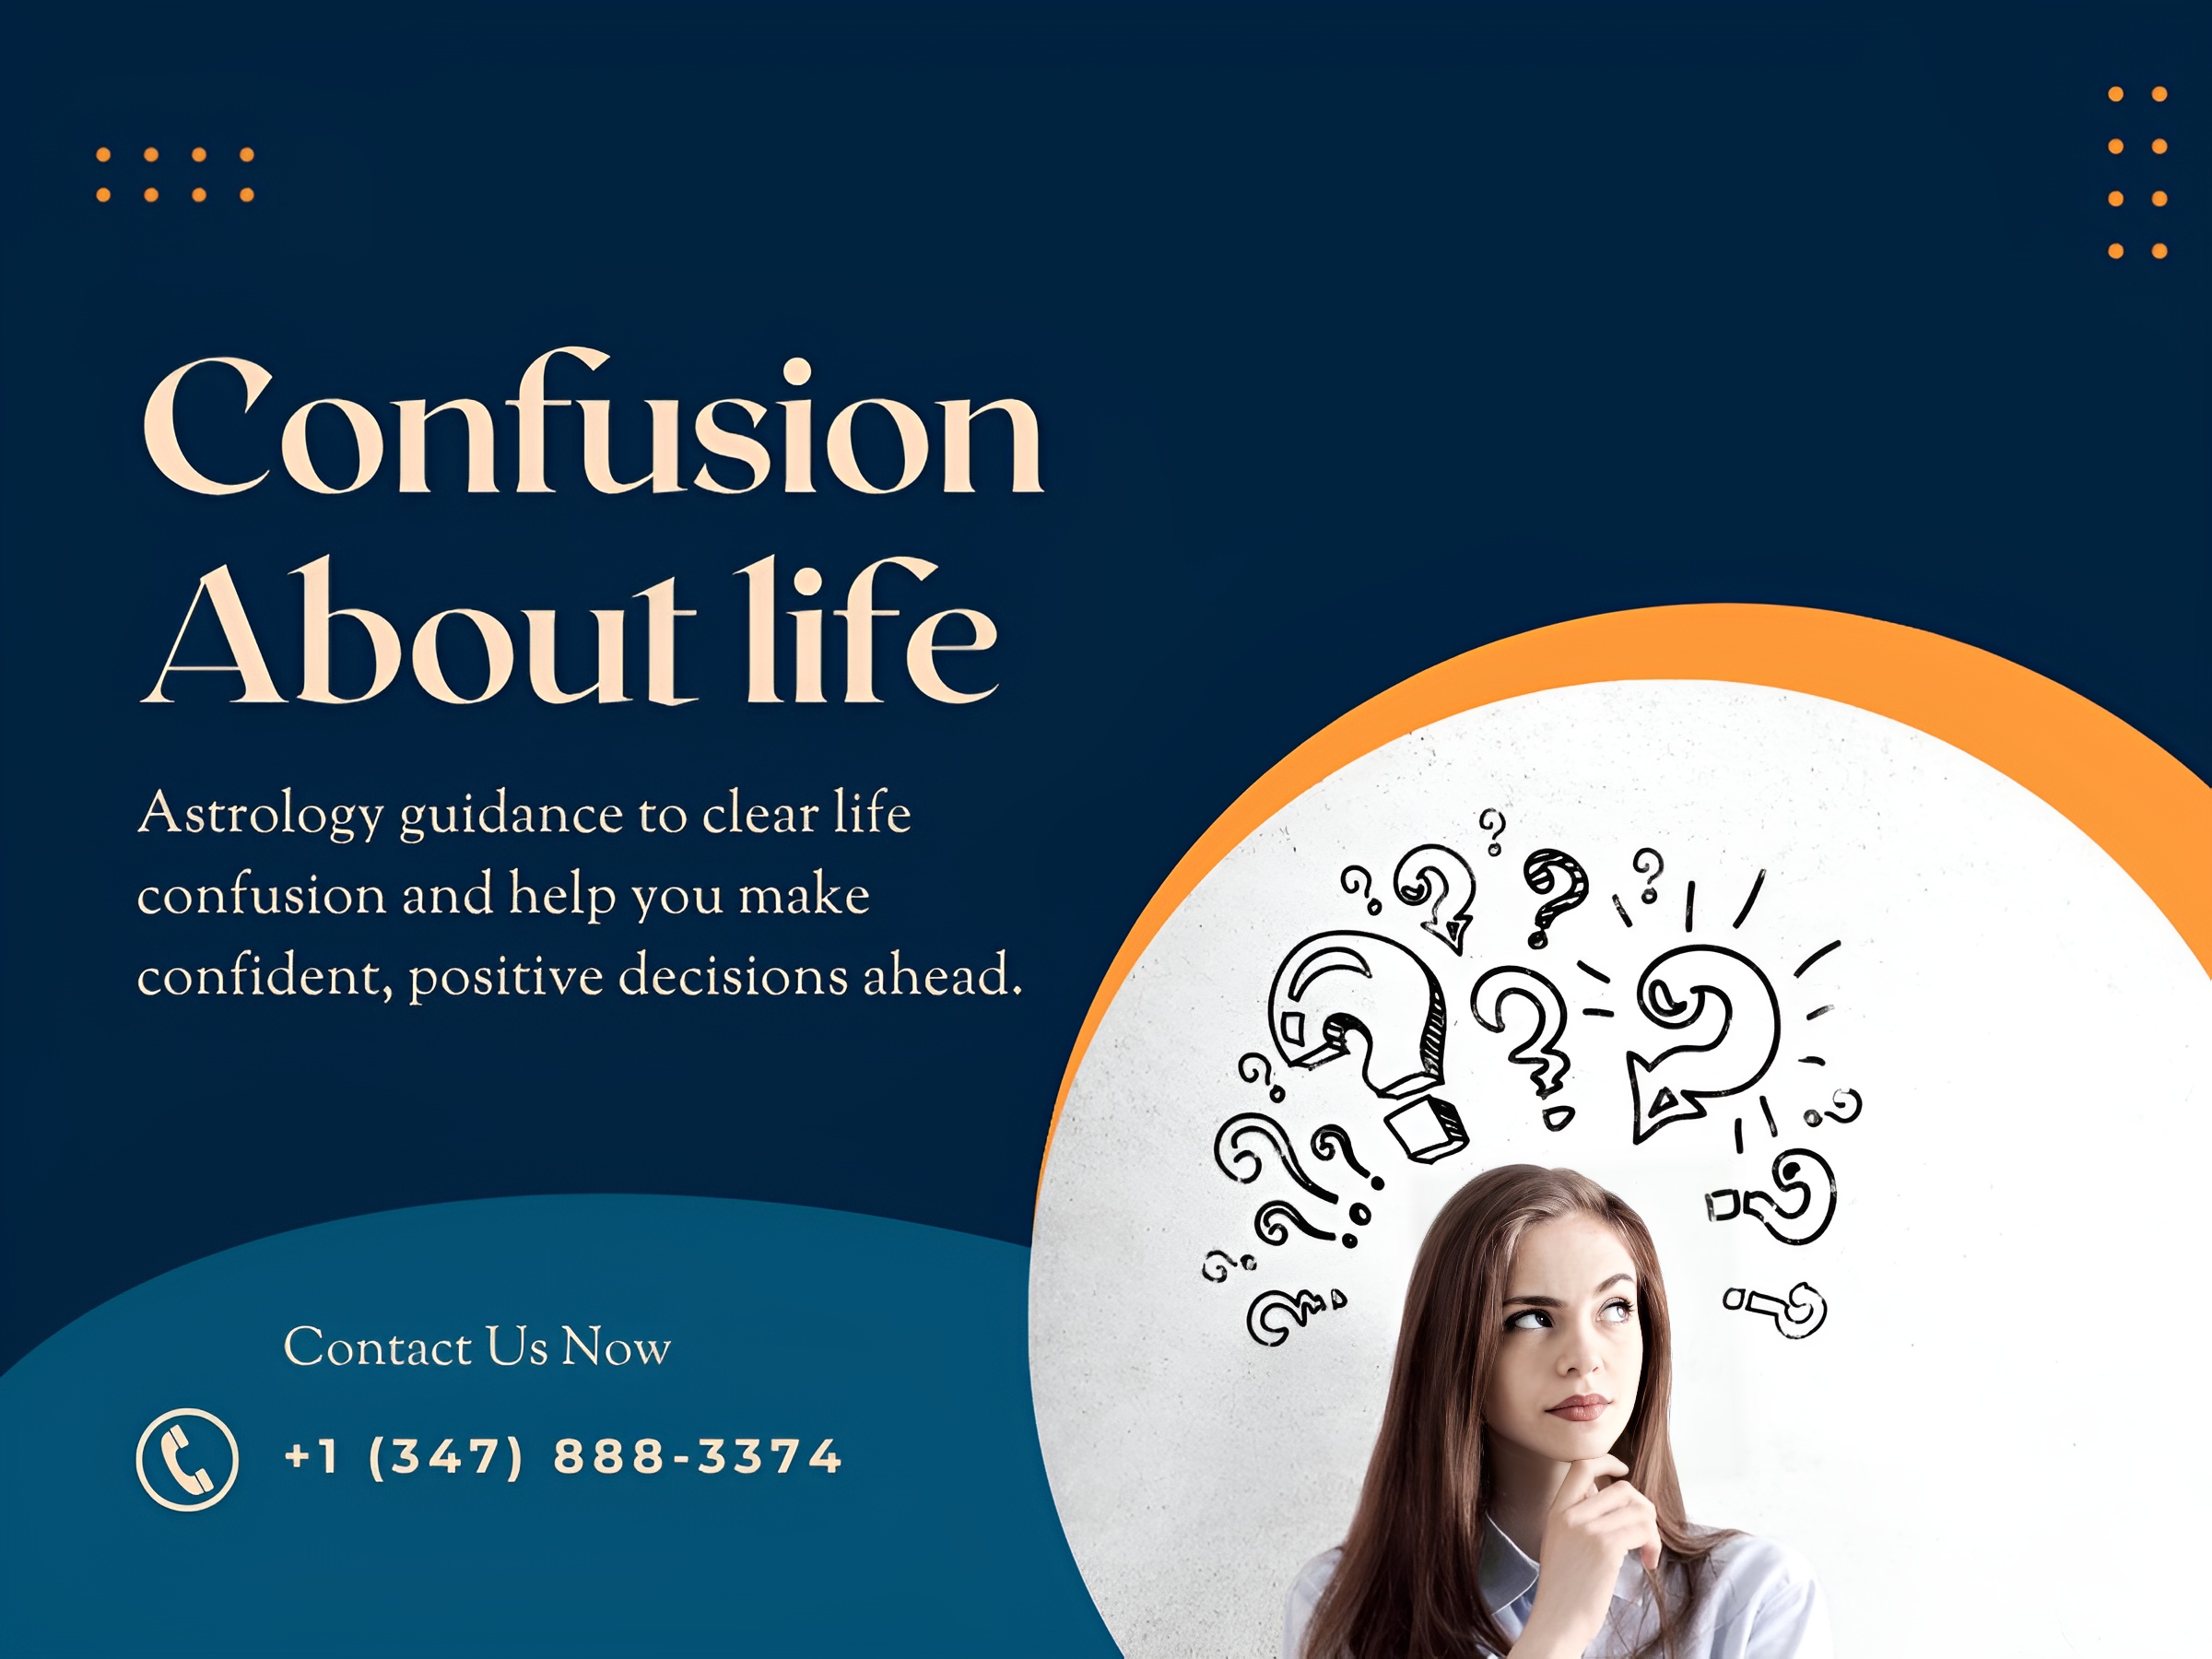 Confusion
About life
Astrology guidance to clear life
confusion and help you make
confident, positive decisions ahead.
Contact Us Now
+1 (347) 888-3374